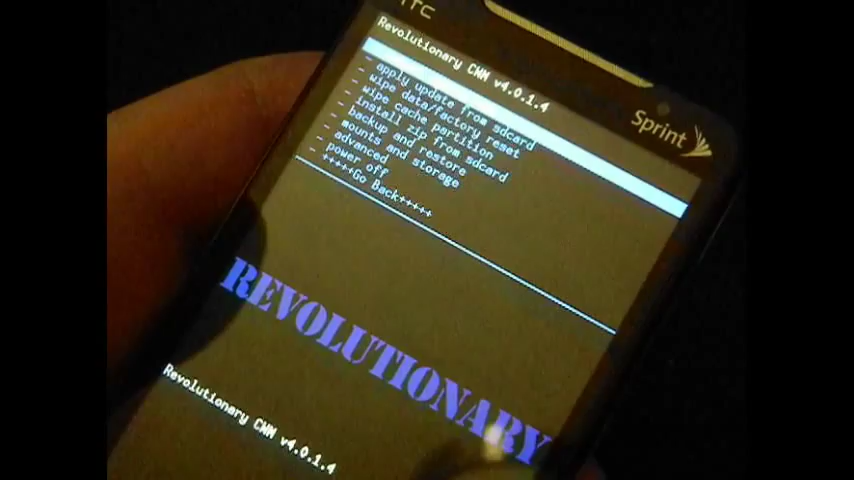 HTC
Sprint
Revolutionary CWM v4.0.1.4
- apply update from sdcard
- wipe data/factory reset
- wipe cache partition
- install zip from sdcard
- backup and restore
- mounts and storage
- advanced
- power off
- +++++Go Back+++++
REVOLUTIONARY
Revolutionary CWM v4.0.1.4